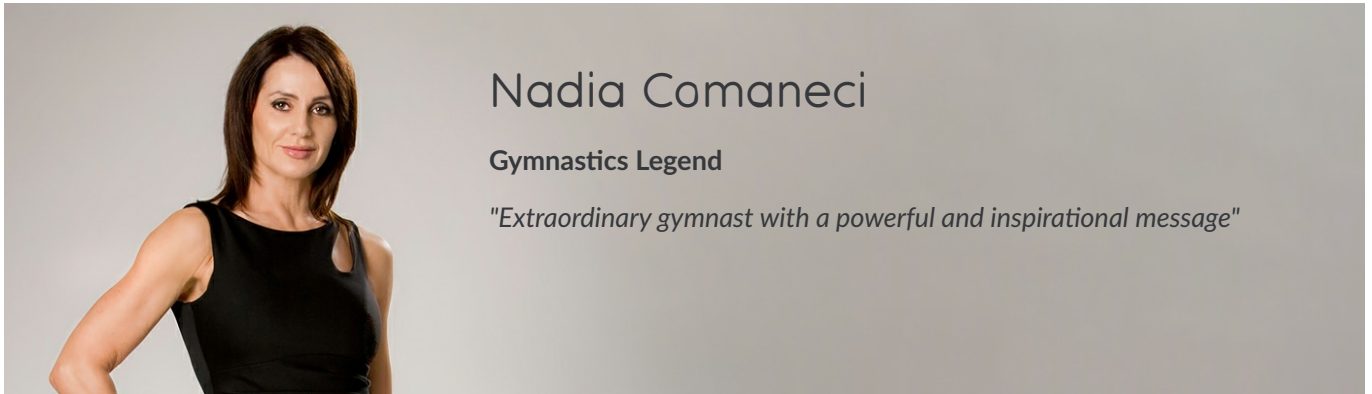 Nadia Comaneci
Gymnastics Legend
"Extraordinary gymnast with a powerful and inspirational message"